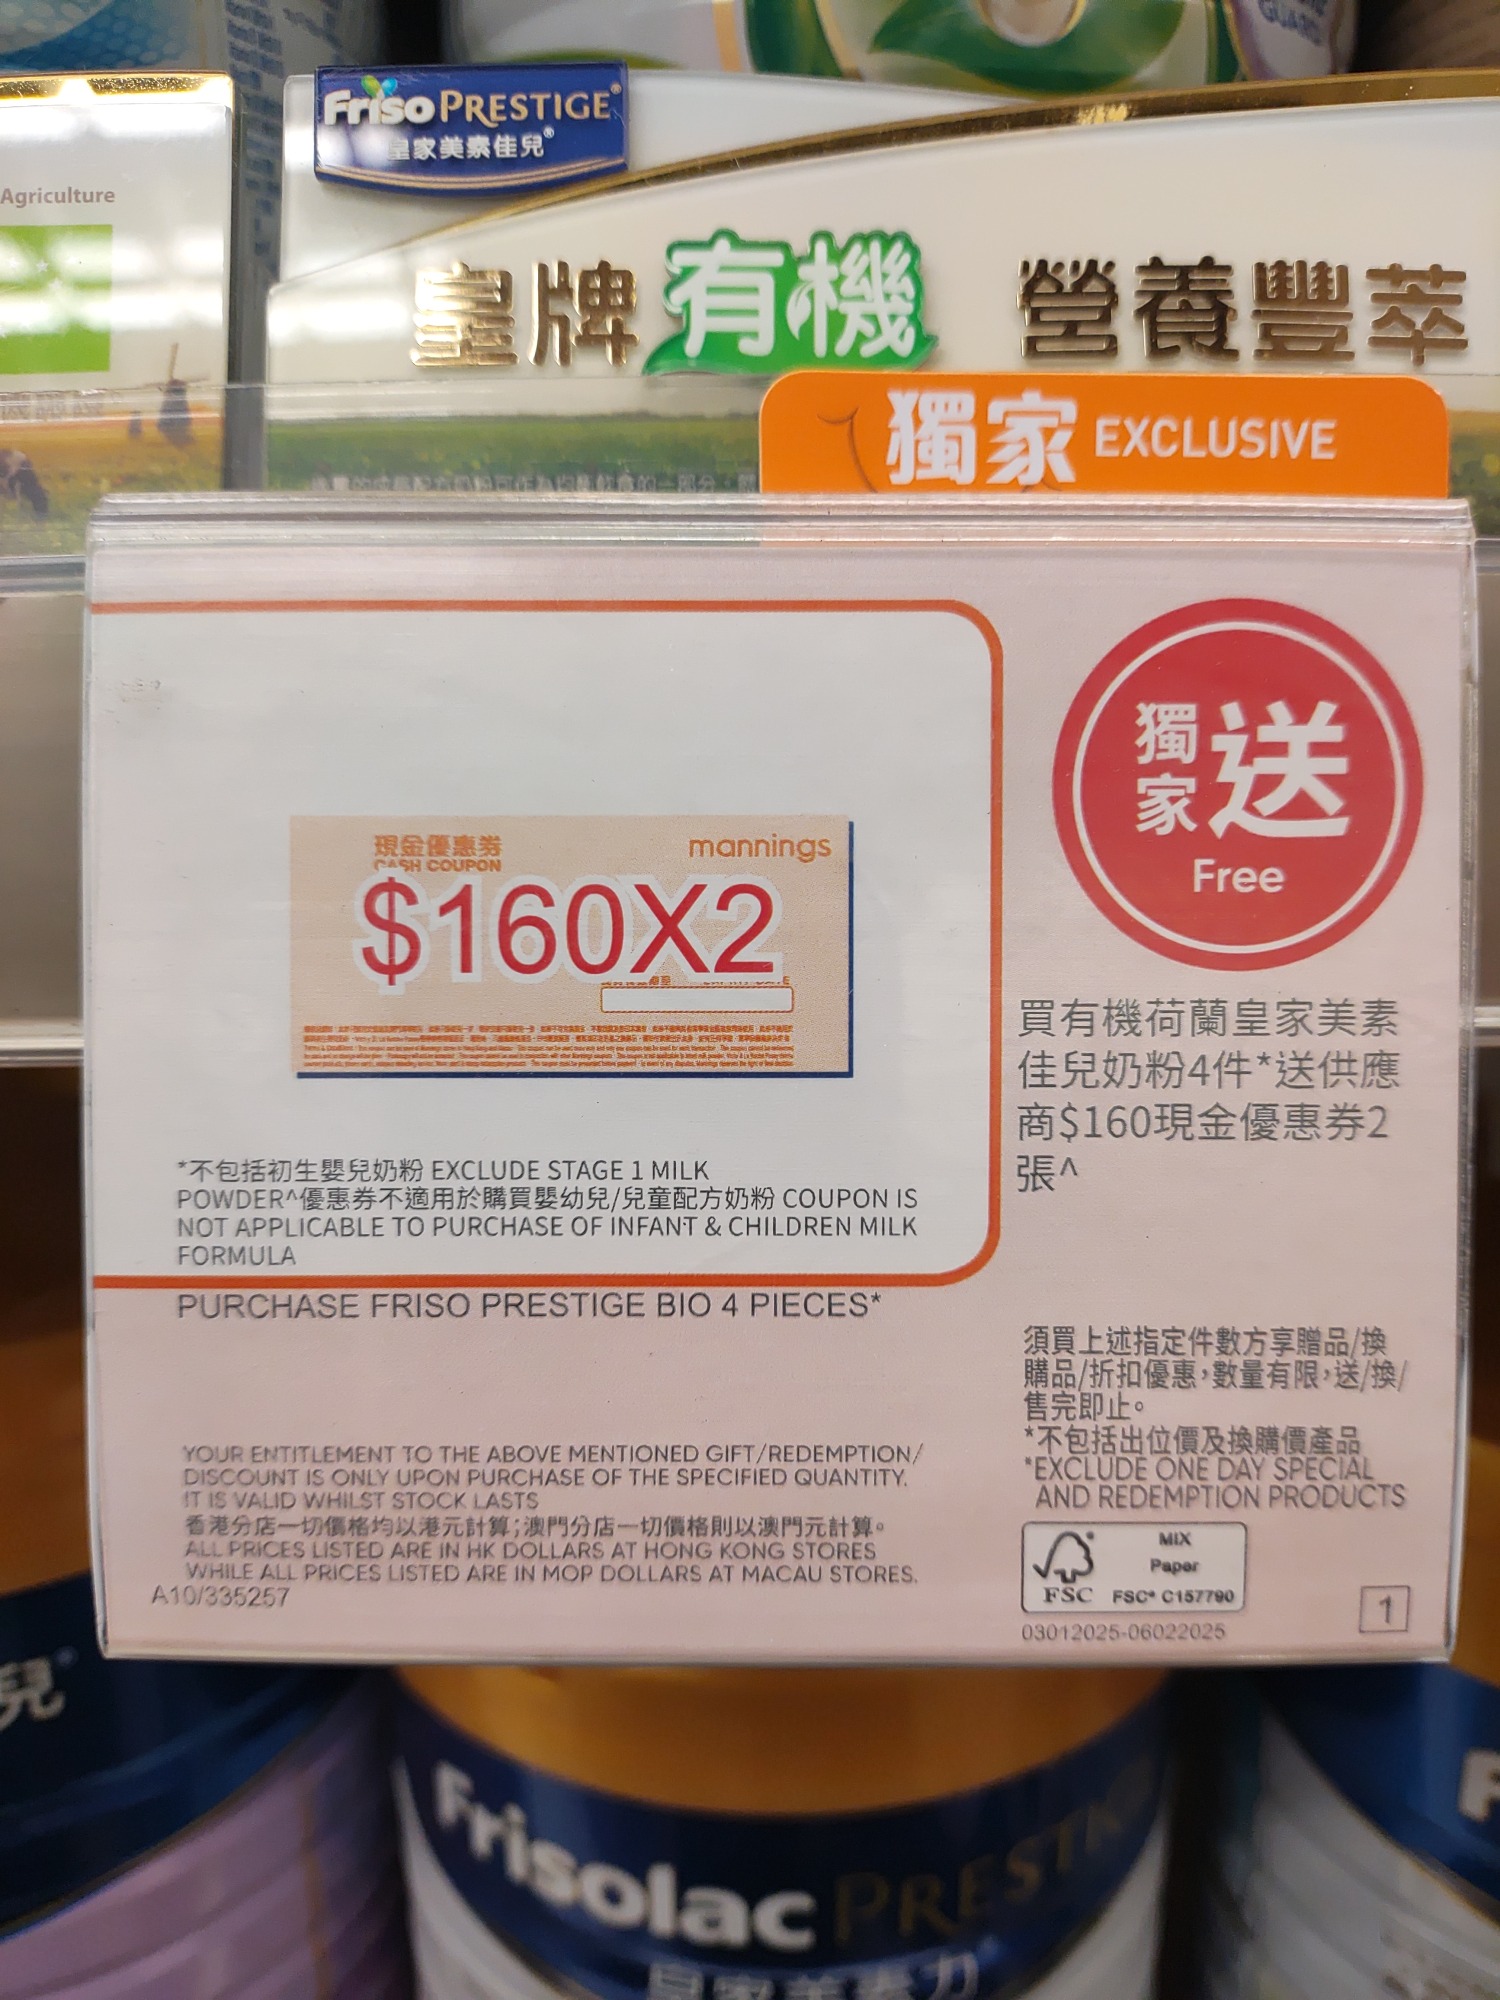 GUARD
Friso PRESTIGE®
皇家美素佳兒®
Agriculture
皇牌有機 營養豐萃
獨家 EXCLUSIVE
現金優惠券
mannings
CASH COUPON
$160X2
獨家送
Free
買有機荷蘭皇家美素
佳兒奶粉4件*送供應
商$160現金優惠券2
張^
*不包括初生嬰兒奶粉 EXCLUDE STAGE 1 MILK
POWDER^優惠券不適用於購買嬰幼兒/兒童配方奶粉 COUPON IS
NOT APPLICABLE TO PURCHASE OF INFANT & CHILDREN MILK
FORMULA
PURCHASE FRISO PRESTIGE BIO 4 PIECES*
須買上述指定件數方享贈品/換
購品/折扣優惠,數量有限,送/換/
售完即止。
*不包括出位價及換購價產品
*EXCLUDE ONE DAY SPECIAL
AND REDEMPTION PRODUCTS
YOUR ENTITLEMENT TO THE ABOVE MENTIONED GIFT/REDEMPTION/
DISCOUNT IS ONLY UPON PURCHASE OF THE SPECIFIED QUANTITY.
IT IS VALID WHILST STOCK LASTS
香港分店一切價格均以港元計算;澳門分店一切價格則以澳門元計算。
ALL PRICES LISTED ARE IN HK DOLLARS AT HONG KONG STORES
WHILE ALL PRICES LISTED ARE IN MOP DOLLARS AT MACAU STORES.
A10/335257
FSC
MIX
Paper
FSC® C157790
03012025-06022025
1
兒®
Frisolac PRESTIGE
皇家美素力®